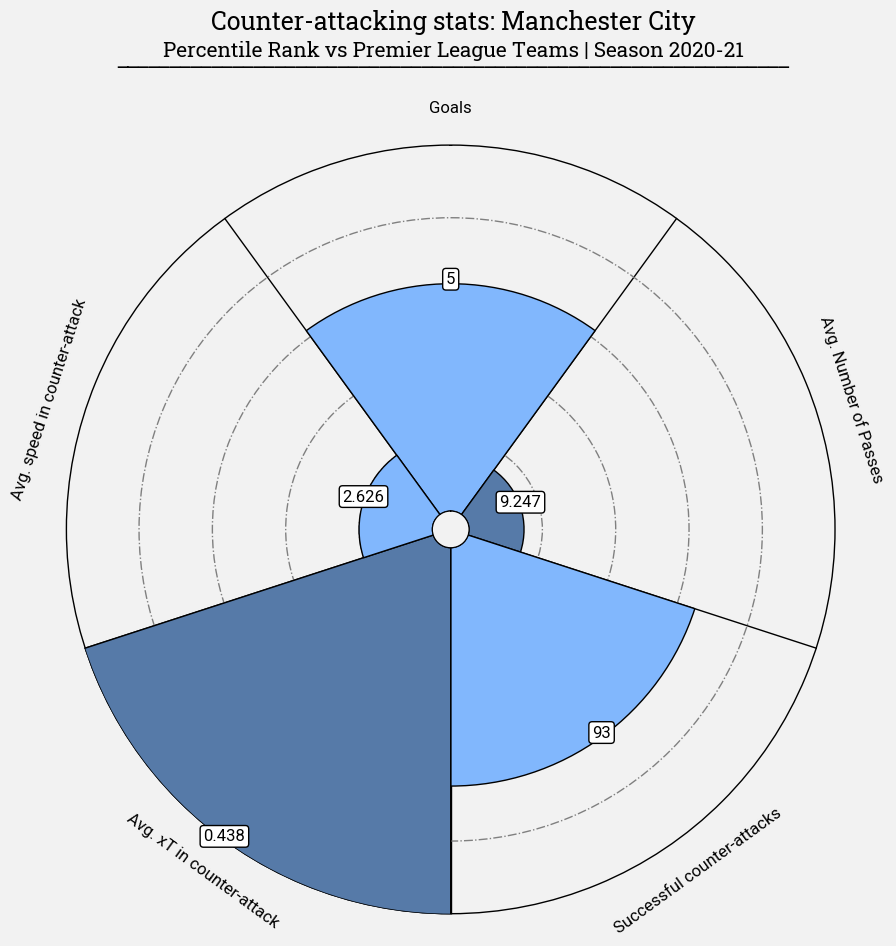 Counter-attacking stats: Manchester City
Percentile Rank vs Premier League Teams | Season 2020-21
Goals
5
Avg. speed in counter-attack
Avg. Number of Passes
2.626
9.247
93
0.438
Avg. xT in counter-attack
Successful counter-attacks